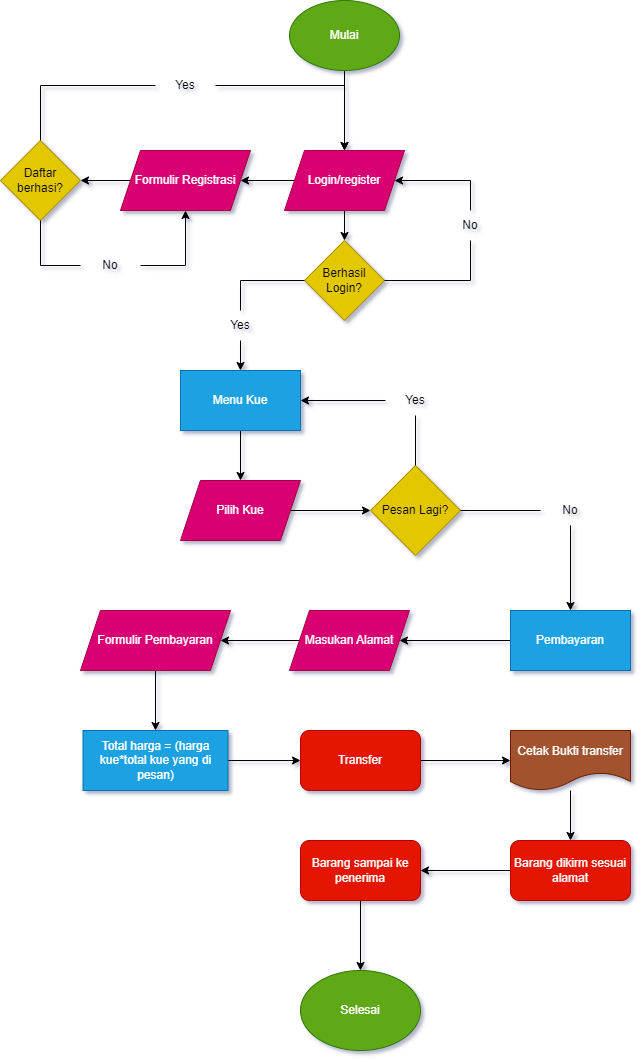 Mulai
Yes
Daftar
berhasi?
Formulir Registrasi
Login/register
No
No
Berhasil
Login?
Yes
Menu Kue
Yes
Pilih Kue
Pesan Lagi?
No
Formulir Pembayaran
Masukan Alamat
Pembayaran
Total harga = (harga
kue*total kue yang di
pesan)
Transfer
Cetak Bukti transfer
Barang sampai ke
penerima
Barang dikirm sesuai
alamat
Selesai